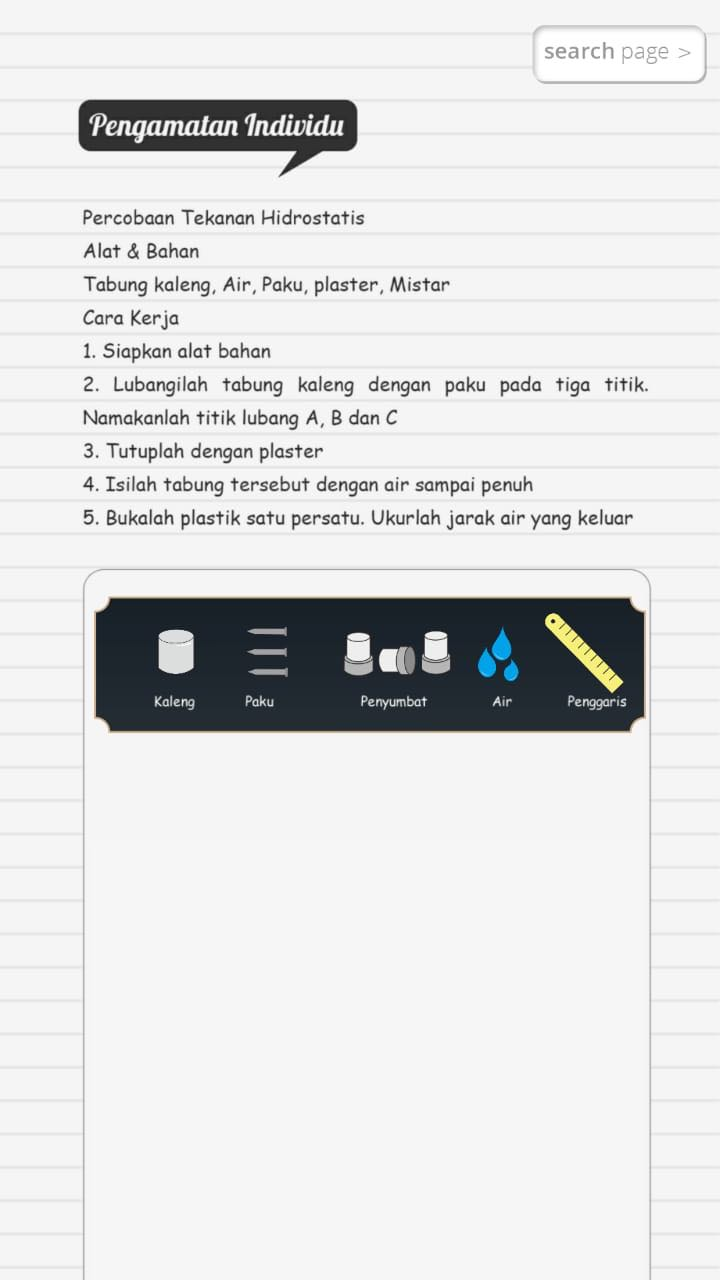 search page >
Pengamatan Individu
Percobaan Tekanan Hidrostatis
Alat & Bahan
Tabung kaleng, Air, Paku, plaster, Mistar
Cara Kerja
1. Siapkan alat bahan
2. Lubangilah tabung kaleng dengan paku pada tiga titik.
Namakanlah titik lubang A, B dan C
3. Tutuplah dengan plaster
4. Isilah tabung tersebut dengan air sampai penuh
5. Bukalah plastik satu persatu. Ukurlah jarak air yang keluar
Kaleng Paku Penyumbat Air Penggaris